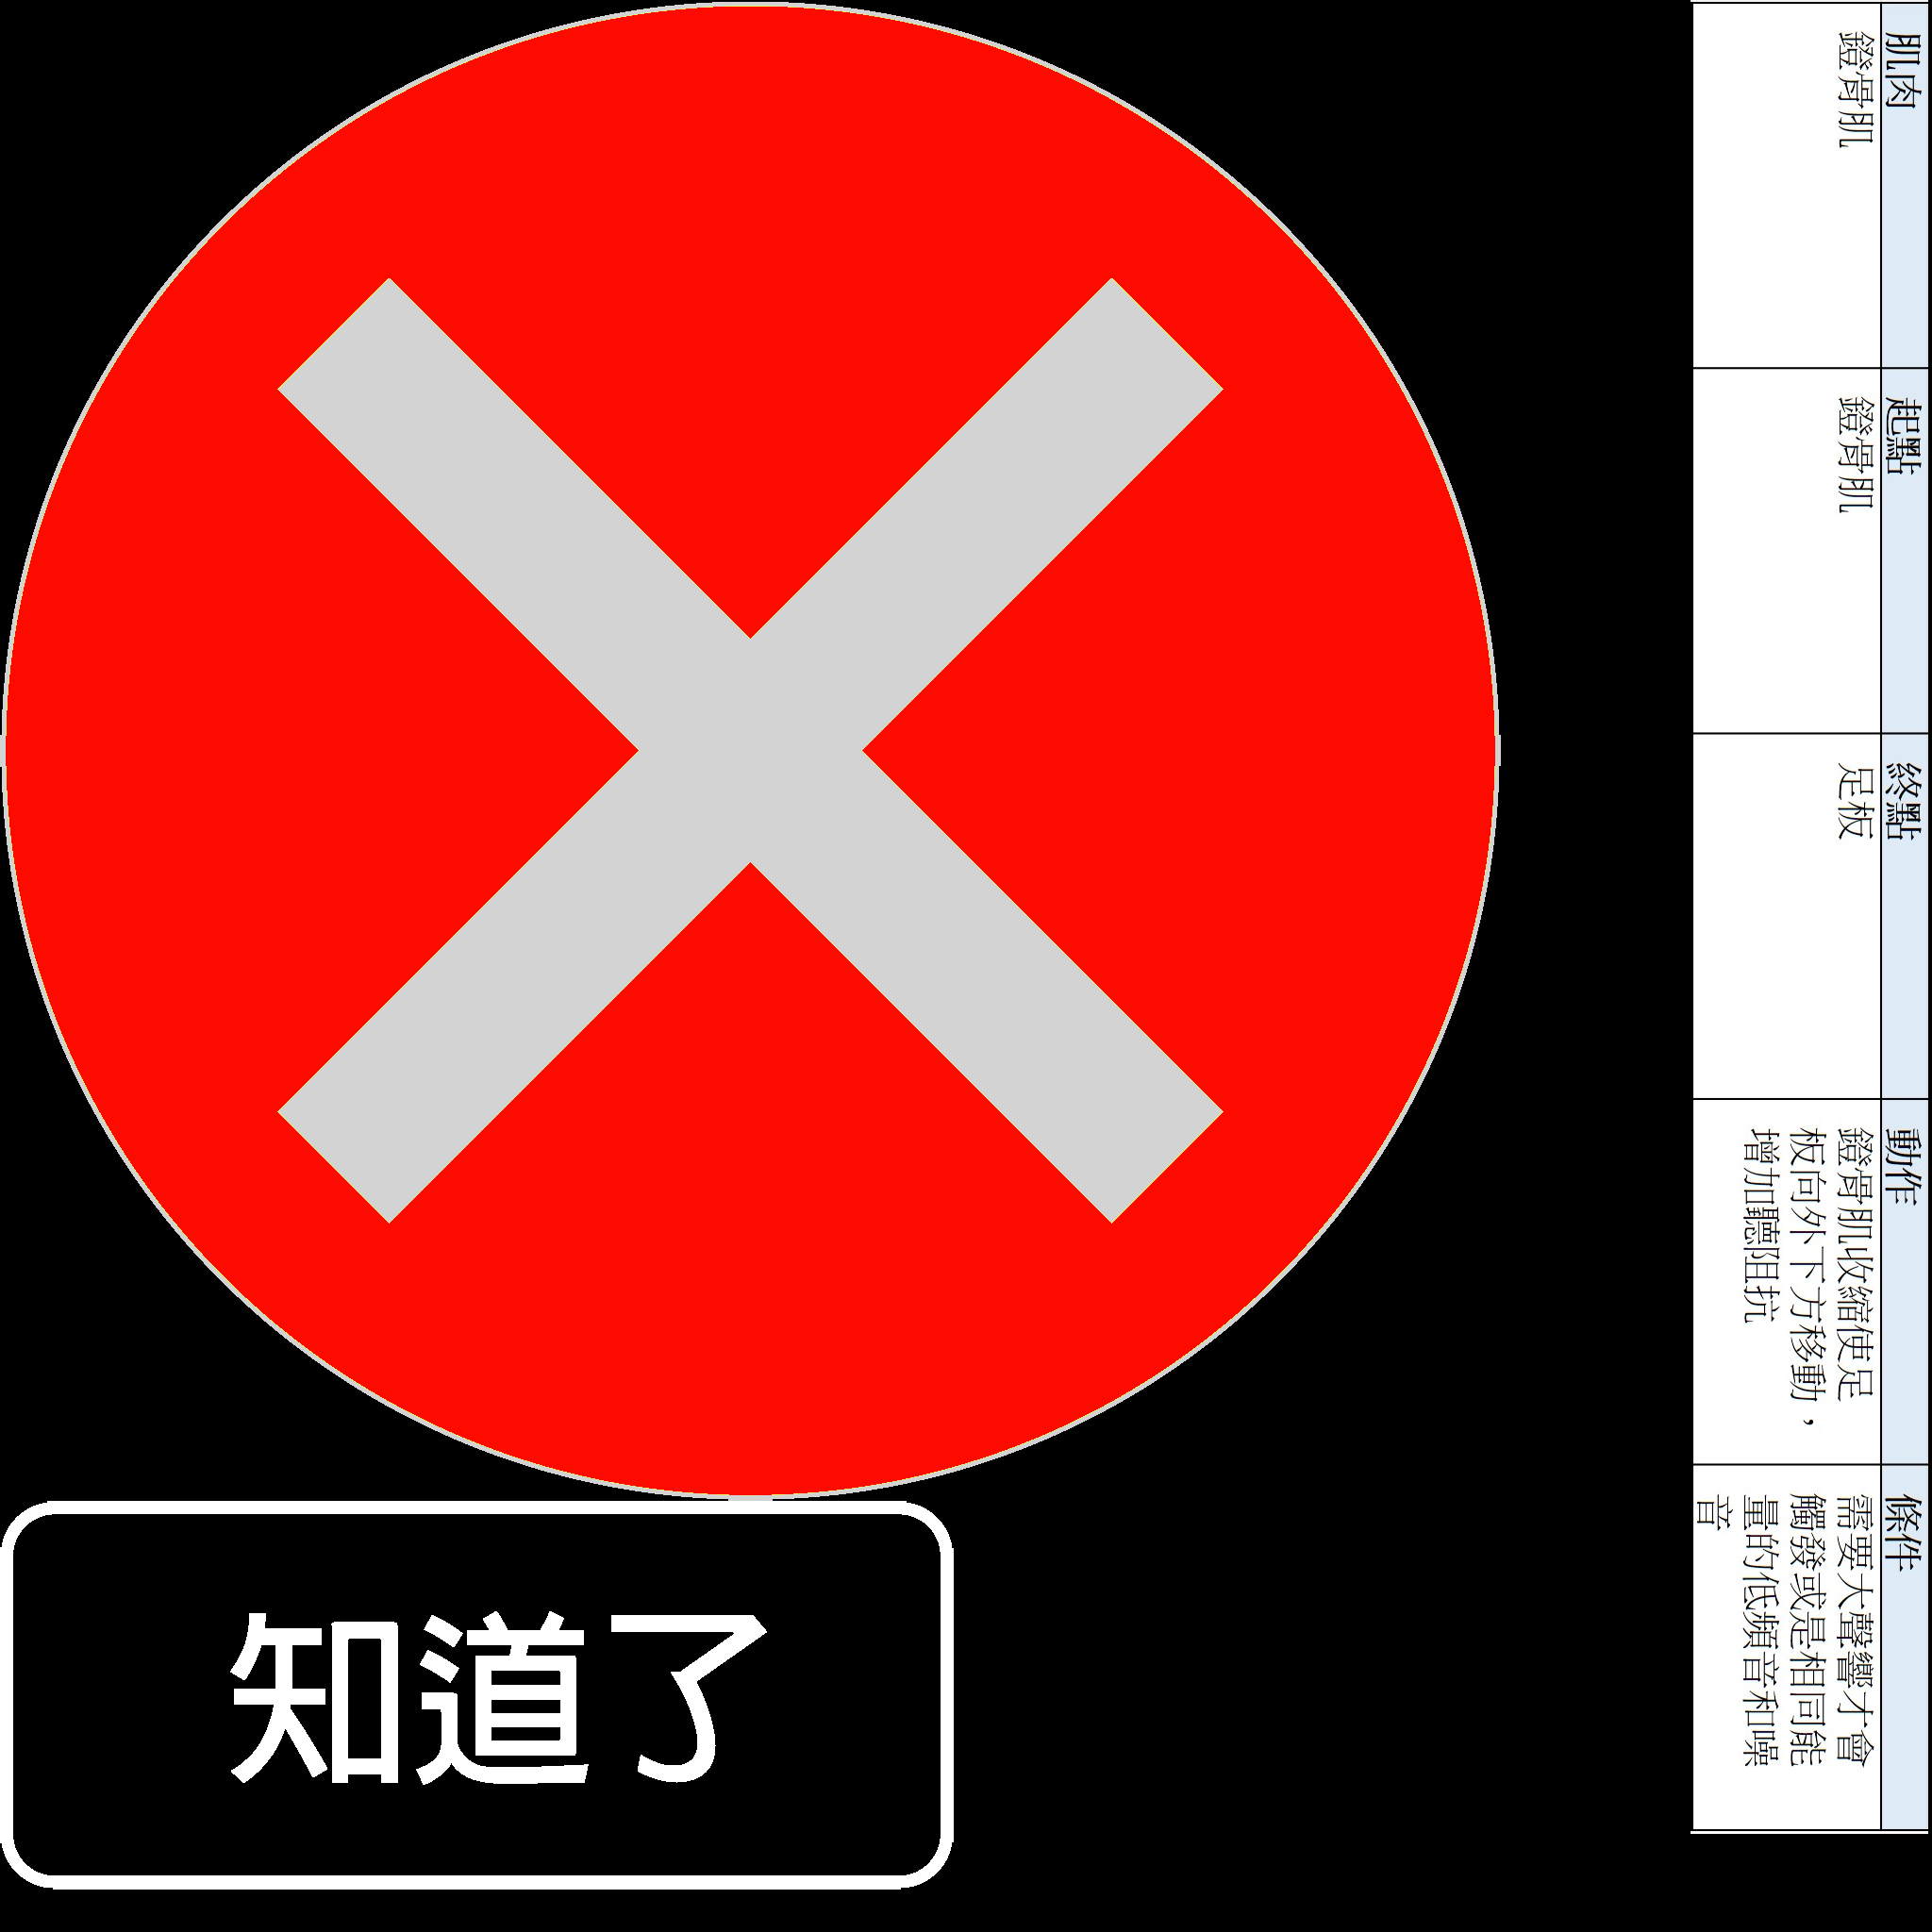 肌肉
起點
終點
動作
條件
鐙骨肌
鐙骨肌
足板
鐙骨肌收縮使足
板向外下方移動，
增加聽阻抗
需要大聲響才會
觸發或是相同能
量的低頻音和噪
音
知道了